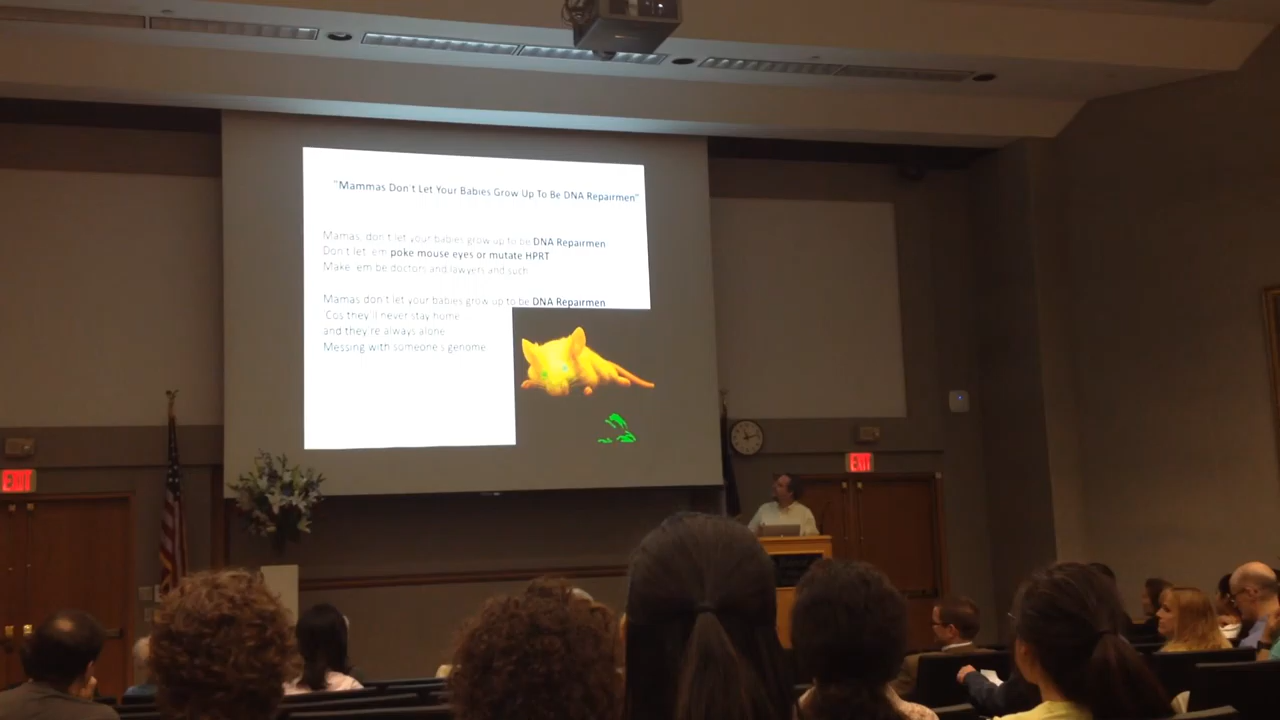 "Mammas Don't Let Your Babies Grow Up To Be DNA Repairmen"
Mamas, don't let your babies grow up to be DNA Repairmen
Don't let 'em poke mouse eyes or mutate HPRT
Make 'em be doctors and lawyers and such
Mamas don't let your babies grow up to be DNA Repairmen
'Cos they'll never stay home
and they're always alone
Messing with someone's genome
EXIT
EXIT